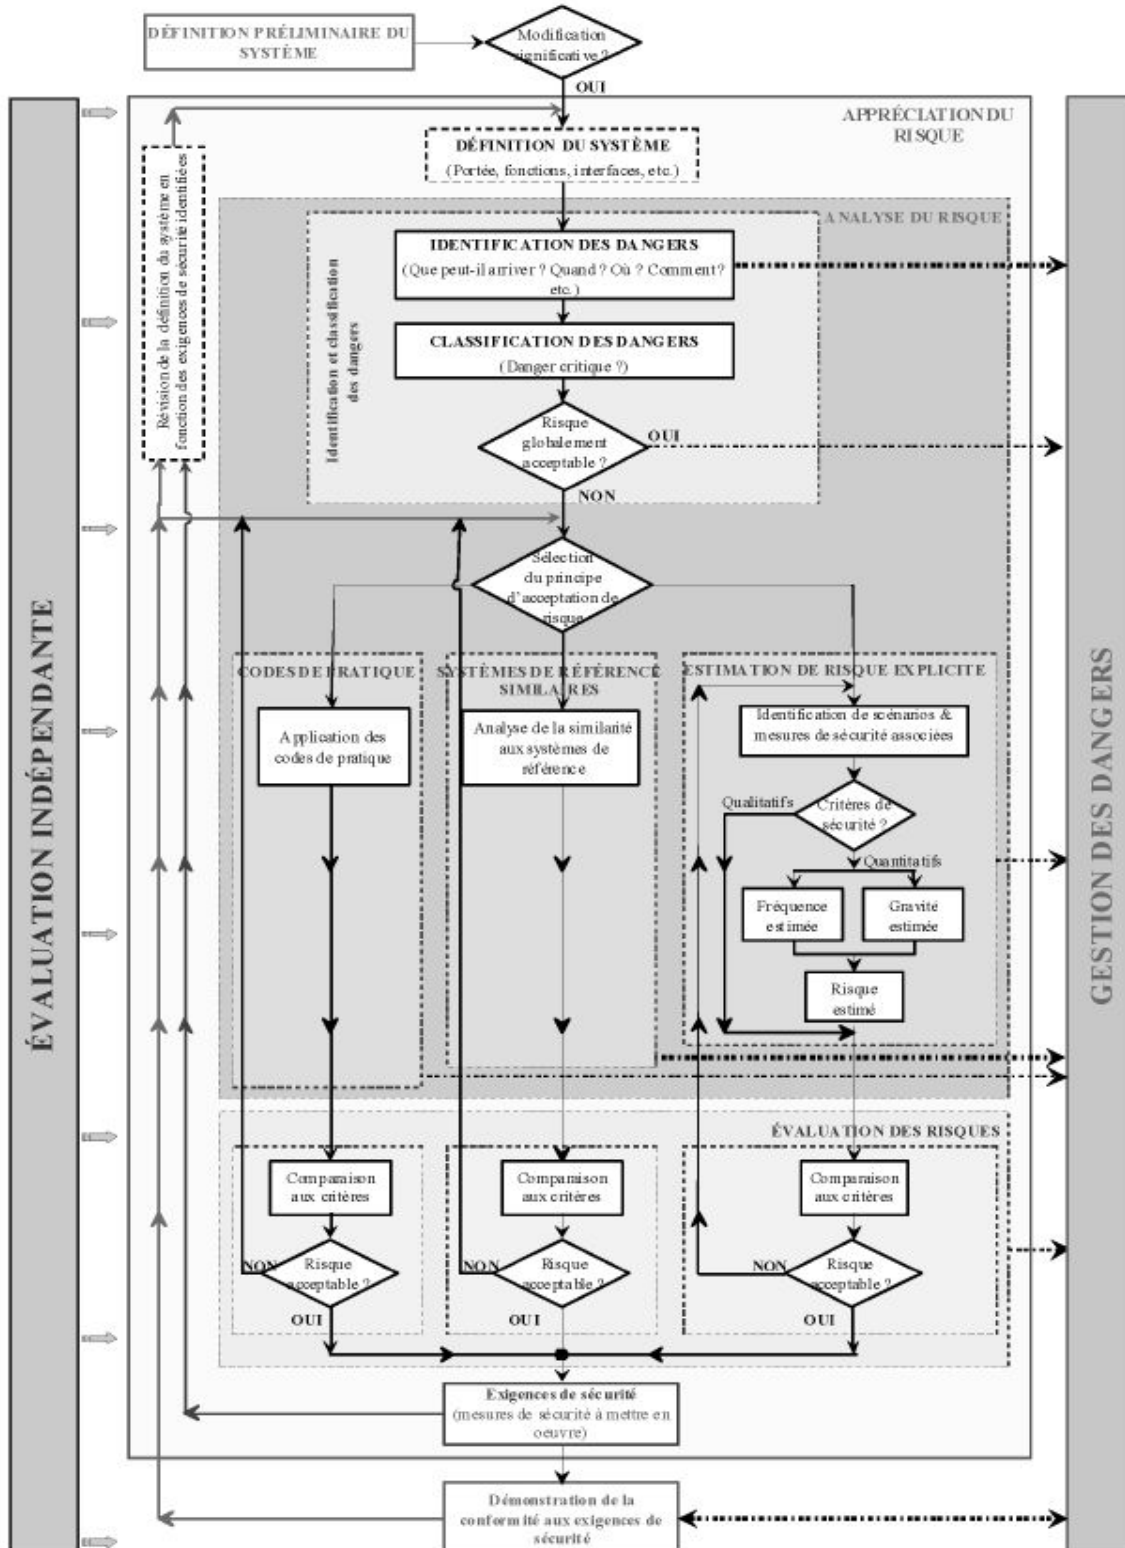 DÉFINITION PRÉLIMINAIRE DU
SYSTÈME
Modification
significative ?
OUI
APPRÉCIATION DU
RISQUE
DÉFINITION DU SYSTÈME
(Portée, fonctions, interfaces, etc.)
Révision de la définition du système en
fonction des exigences de sécurité identifiées
ANALYSE DU RISQUE
Identification et classification
des dangers
IDENTIFICATION DES DANGERS
(Que peut-il arriver ? Quand ? Où ? Comment ?
etc.)
CLASSIFICATION DES DANGERS
(Danger critique ?)
Risque
globalement
acceptable ?
OUI
NON
Sélection
du principe
d'acceptation de
risque
CODES DE PRATIQUE
SYSTÈMES DE RÉFÉRENCE
SIMILAIRES
ESTIMATION DE RISQUE EXPLICITE
Application des
codes de pratique
Analyse de la similarité
aux systèmes de
référence
Identification de scénarios &
mesures de sécurité associées
Qualitatifs
Critères de
sécurité ?
Quantitatifs
Fréquence
estimée
Gravité
estimée
Risque
estimé
ÉVALUATION INDÉPENDANTE
GESTION DES DANGERS
ÉVALUATION DES RISQUES
Comparaison
aux critères
Comparaison
aux critères
Comparaison
aux critères
NON
Risque
acceptable ?
OUI
NON
Risque
acceptable ?
OUI
NON
Risque
acceptable ?
OUI
Exigences de sécurité
(mesures de sécurité à mettre en
oeuvre)
Démonstration de la
conformité aux exigences de
sécurité